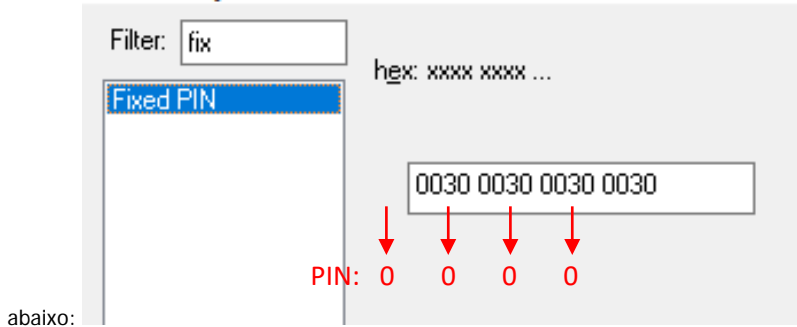 Filter: fix
hex: xxxx xxxx ...
Fixed PIN
0030 0030 0030 0030
PIN: 0 0 0 0
abaixo: